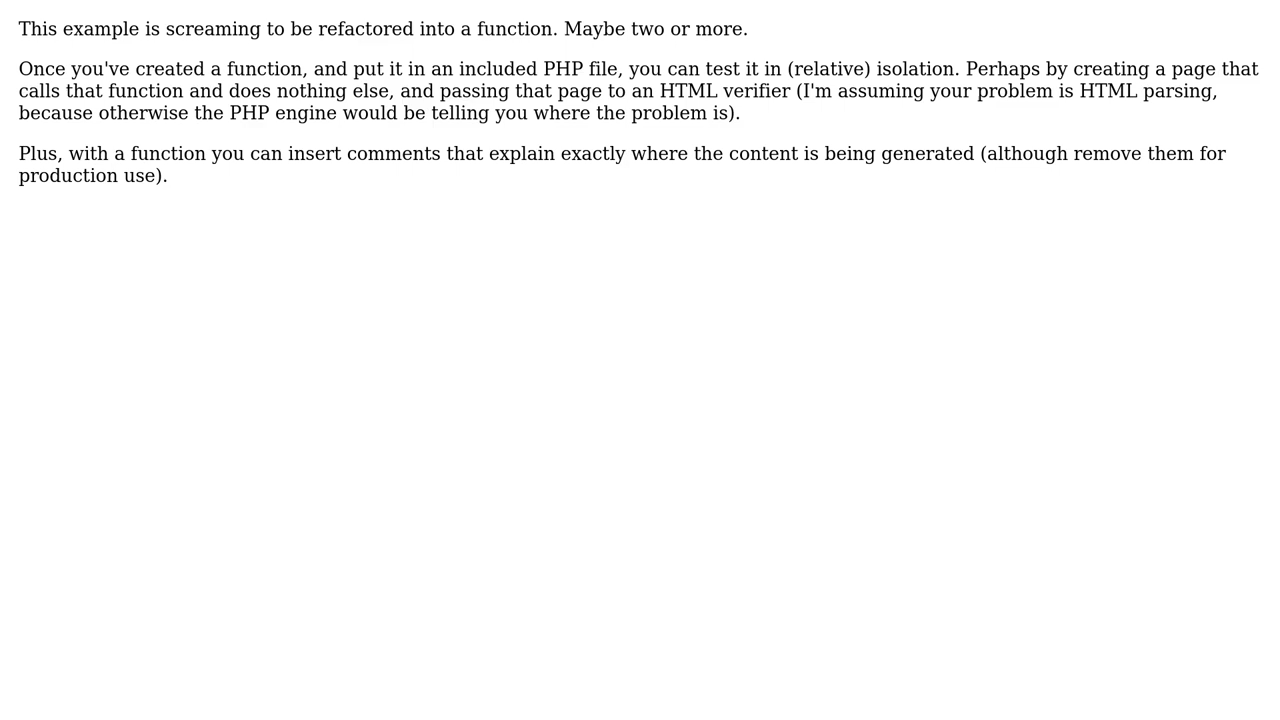 This example is screaming to be refactored into a function. Maybe two or more.
Once you've created a function, and put it in an included PHP file, you can test it in (relative) isolation. Perhaps by creating a page that
calls that function and does nothing else, and passing that page to an HTML verifier (I'm assuming your problem is HTML parsing,
because otherwise the PHP engine would be telling you where the problem is).
Plus, with a function you can insert comments that explain exactly where the content is being generated (although remove them for
production use).